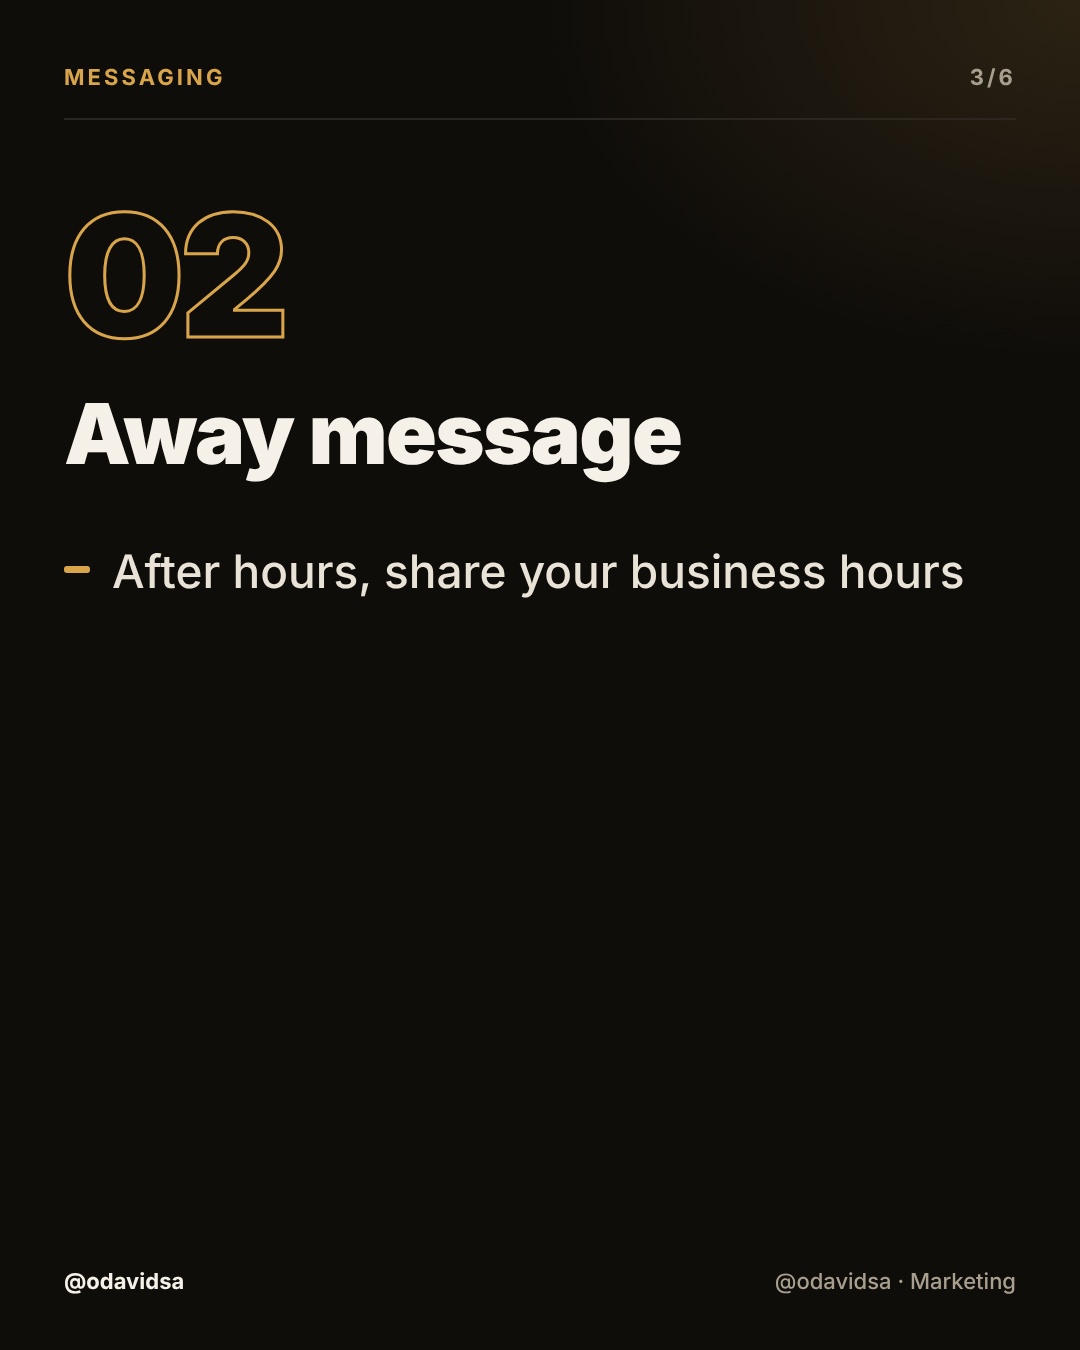 MESSAGING
3/6
02
Away message
After hours, share your business hours
@odavidsa
@odavidsa · Marketing